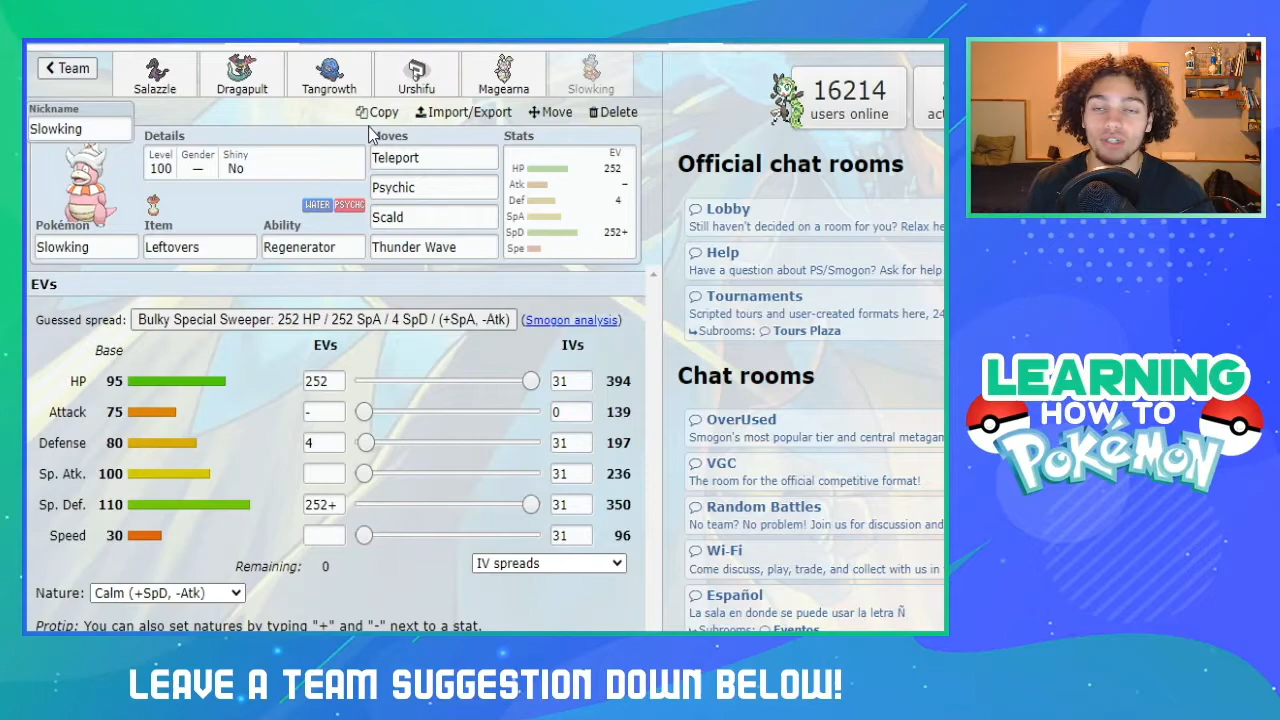 Team
Salazzle
Dragapult
Tangrowth
Urshifu
Magearna
Slowking
Nickname
Slowking
Copy
Import/Export
Move
Delete
Details
Moves
Stats
Level
100
Gender
—
Shiny
No
Teleport
Psychic
Scald
Thunder Wave
EV
HP 252
Atk –
Def 4
SpA
SpD 252+
Spe
WATER PSYCHC
Pokémon
Slowking
Item
Leftovers
Ability
Regenerator
EVs
Guessed spread: Bulky Special Sweeper: 252 HP / 252 SpA / 4 SpD / (+SpA, -Atk) (Smogon analysis)
Base EVs IVs
HP 95 252 31 394
Attack 75 - 0 139
Defense 80 4 31 197
Sp. Atk. 100 31 236
Sp. Def. 110 252+ 31 350
Speed 30 31 96
Remaining: 0 IV spreads
Nature: Calm (+SpD, -Atk)
Protip: You can also set natures by typing "+" and "-" next to a stat.
16214
users online
act
Official chat rooms
Lobby
Still haven't decided on a room for you? Relax he
Help
Have a question about PS/Smogon? Ask for help
Tournaments
Scripted tours and user-created formats here, 24
Subrooms: Tours Plaza
Chat rooms
OverUsed
Smogon's most popular tier and central metagan
VGC
The room for the official competitive format!
Random Battles
No team? No problem! Join us for discussion and
Wi-Fi
Come discuss, play, trade, and collect with us in
Español
La sala en donde se puede usar la letra Ñ
Subrooms: Eventos
LEARNING
HOW TO
POKéMON
LEAVE A TEAM SUGGESTION DOWN BELOW!